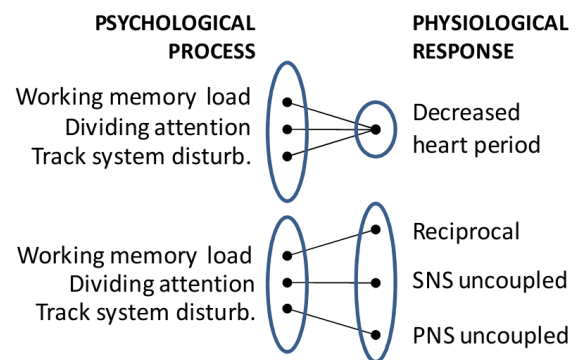 PSYCHOLOGICAL
PROCESS
PHYSIOLOGICAL
RESPONSE
Working memory load
Dividing attention
Track system disturb.
Decreased
heart period
Working memory load
Dividing attention
Track system disturb.
Reciprocal
SNS uncoupled
PNS uncoupled